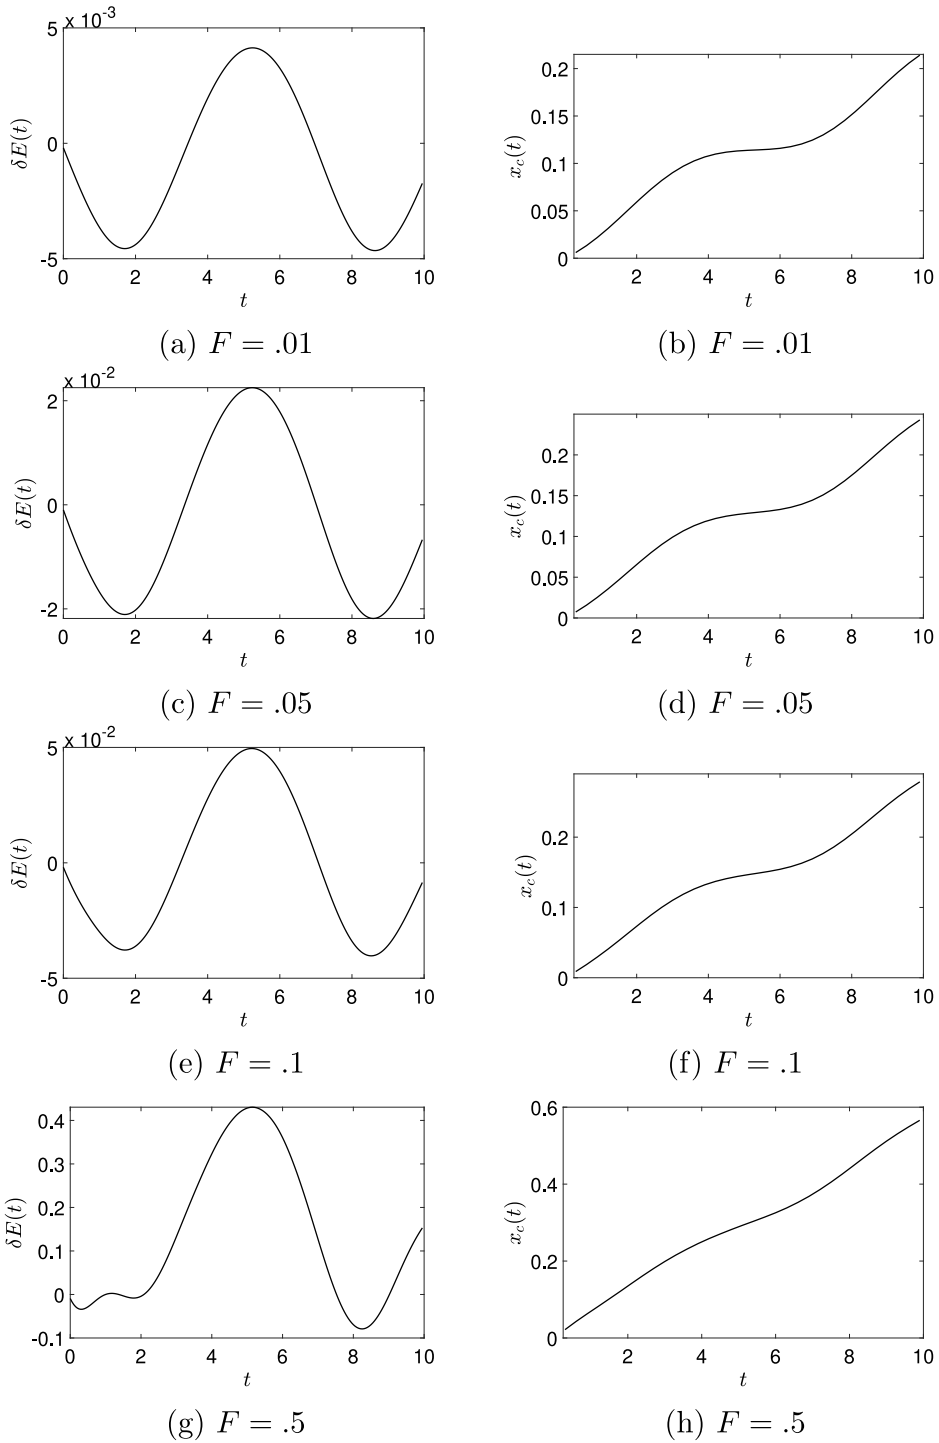 x 10⁻³
5
0
-5
δE(t)
0 2 4 6 8 10
t
(a) F = .01
0.2
0.15
0.1
0.05
0
x_c(t)
2 4 6 8 10
t
(b) F = .01
x 10⁻²
2
0
-2
δE(t)
0 2 4 6 8 10
t
(c) F = .05
0.2
0.15
0.1
0.05
0
x_c(t)
2 4 6 8 10
t
(d) F = .05
x 10⁻²
5
0
-5
δE(t)
0 2 4 6 8 10
t
(e) F = .1
0.2
0.1
0
x_c(t)
2 4 6 8 10
t
(f) F = .1
0.4
0.3
0.2
0.1
0
-0.1
δE(t)
0 2 4 6 8 10
t
(g) F = .5
0.6
0.4
0.2
0
x_c(t)
2 4 6 8 10
t
(h) F = .5